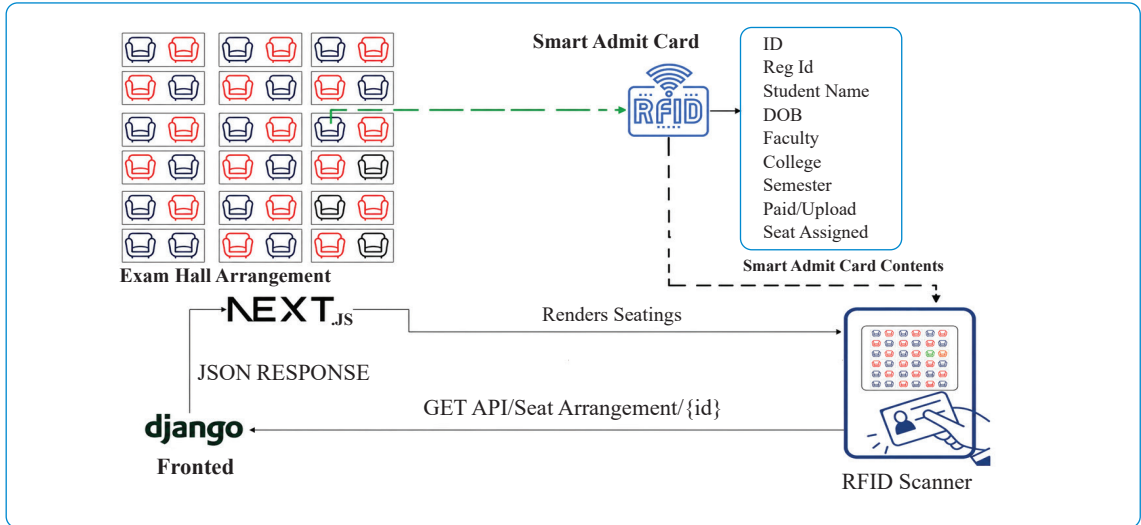 Smart Admit Card
RFID
ID
Reg Id
Student Name
DOB
Faculty
College
Semester
Paid/Upload
Seat Assigned
Smart Admit Card Contents
Exam Hall Arrangement
NEXT.JS
Renders Seatings
JSON RESPONSE
GET API/Seat Arrangement/{id}
django
Fronted
RFID Scanner